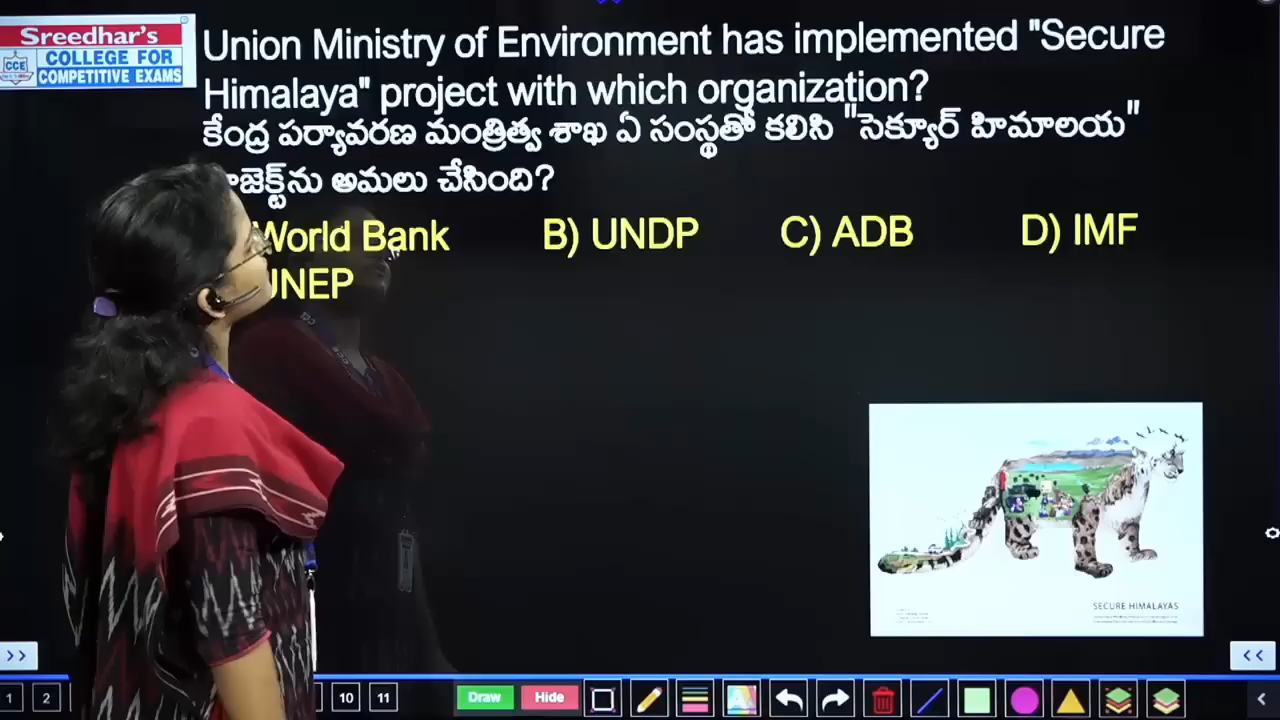 Sreedhar's
CCE
COLLEGE FOR
COMPETITIVE EXAMS
Union Ministry of Environment has implemented "Secure
Himalaya" project with which organization?
కేంద్ర పర్యావరణ మంత్రిత్వ శాఖ ఏ సంస్థతో కలిసి "సెక్యూర్ హిమాలయ"
అమలు చేసింది?
World Bank B) UNDP C) ADB D) IMF
UNEP
SECURE HIMALAYAS
>> <<
1 2 10 11 Draw Hide